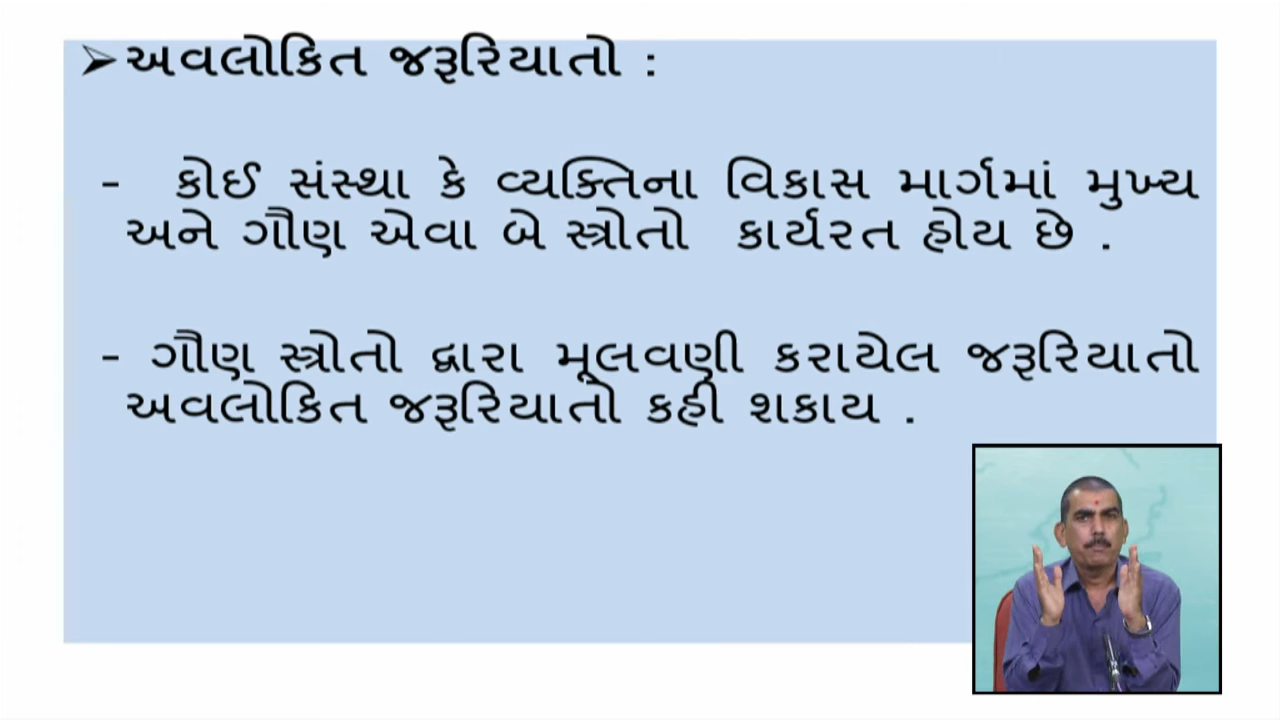 ➢ અવલોકિત જરૂરિયાતો :
- કોઈ સંસ્થા કે વ્યક્તિના વિકાસ માર્ગમાં મુખ્ય
અને ગૌણ એવા બે સ્ત્રોતો કાર્યરત હોય છે .
- ગૌણ સ્ત્રોતો દ્વારા મૂલવણી કરાયેલ જરૂરિયાતો
અવલોકિત જરૂરિયાતો કહી શકાય .